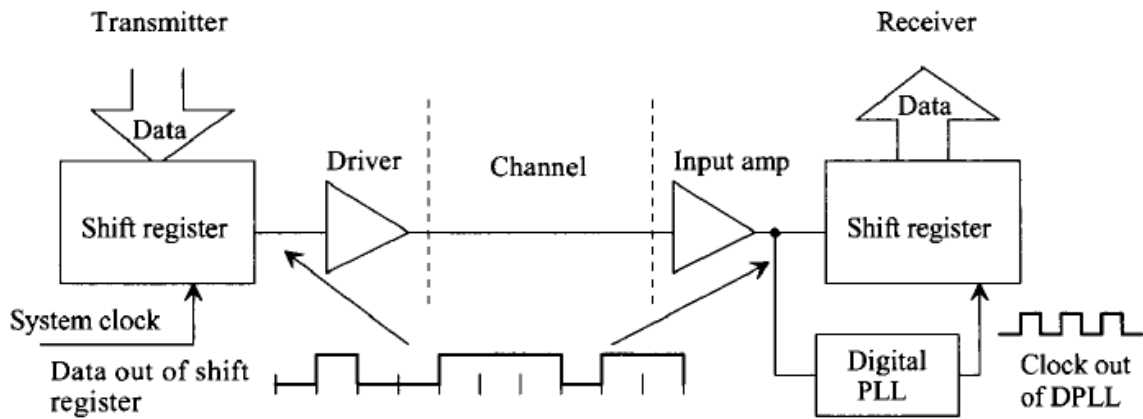 Transmitter
Receiver
Data
Data
Driver
Channel
Input amp
Shift register
Shift register
System clock
Data out of shift
register
Digital
PLL
Clock out
of DPLL